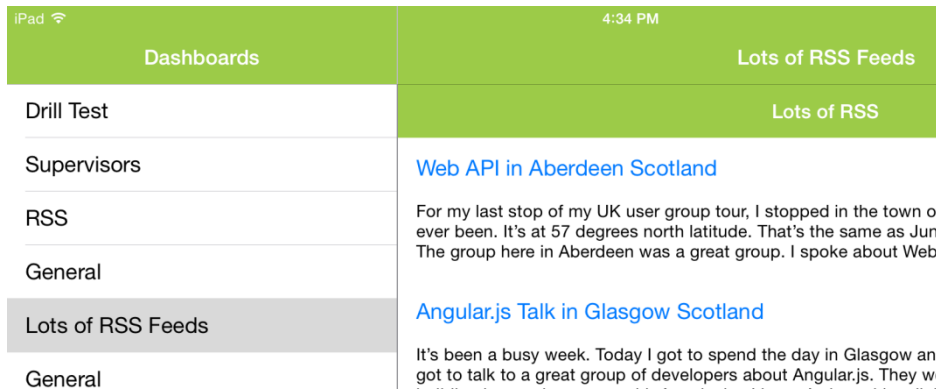 iPad
4:34 PM
Dashboards
Lots of RSS Feeds
Drill Test
Supervisors
RSS
General
Lots of RSS Feeds
General
Lots of RSS
Web API in Aberdeen Scotland
For my last stop of my UK user group tour, I stopped in the town o
ever been. It's at 57 degrees north latitude. That's the same as Jun
The group here in Aberdeen was a great group. I spoke about Web
Angular.js Talk in Glasgow Scotland
It's been a busy week. Today I got to spend the day in Glasgow an
got to talk to a great group of developers about Angular.js. They w